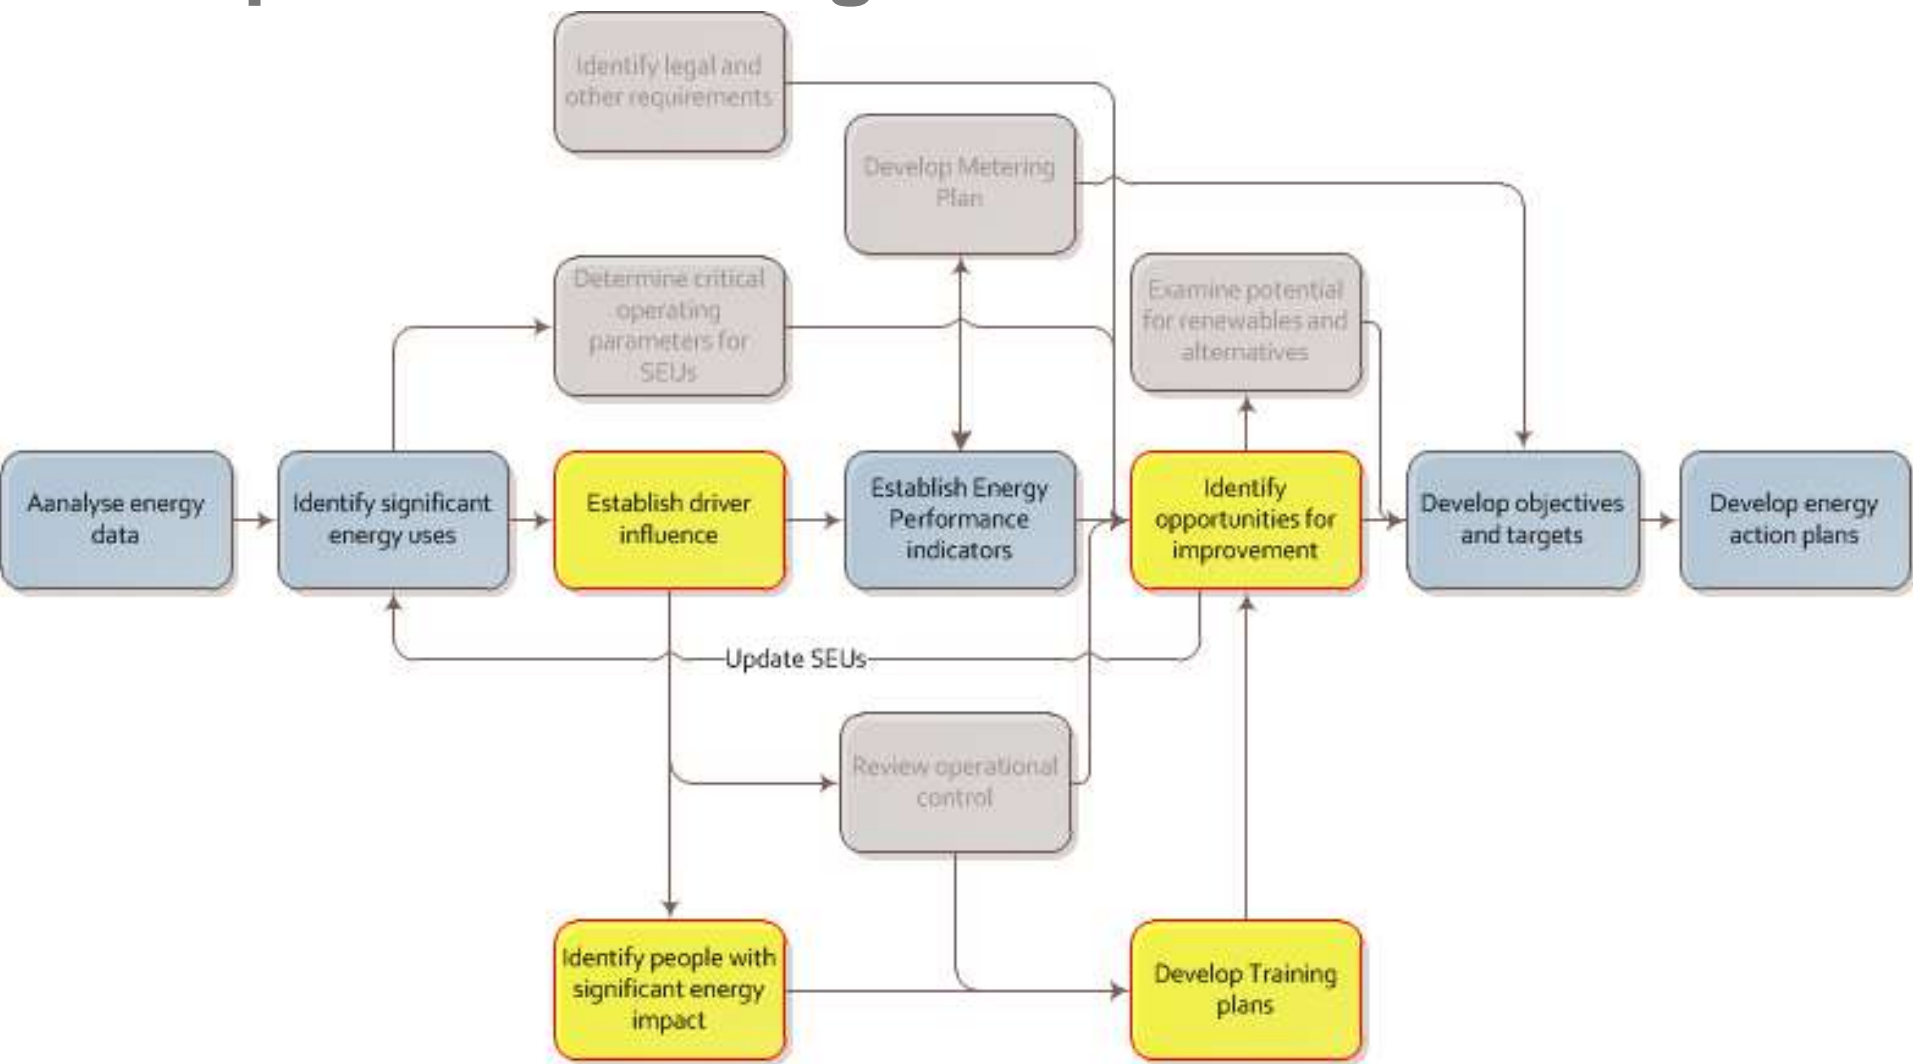 Identify legal and
other requirements
Develop Metering
Plan
Determine critical
operating
parameters for
SEUs
Examine potential
for renewables and
alternatives
Aanalyse energy
data
Identify significant
energy uses
Establish driver
influence
Establish Energy
Performance
indicators
Identify
opportunities for
improvement
Develop objectives
and targets
Develop energy
action plans
Update SEUs
Review operational
control
Identify people with
significant energy
impact
Develop Training
plans